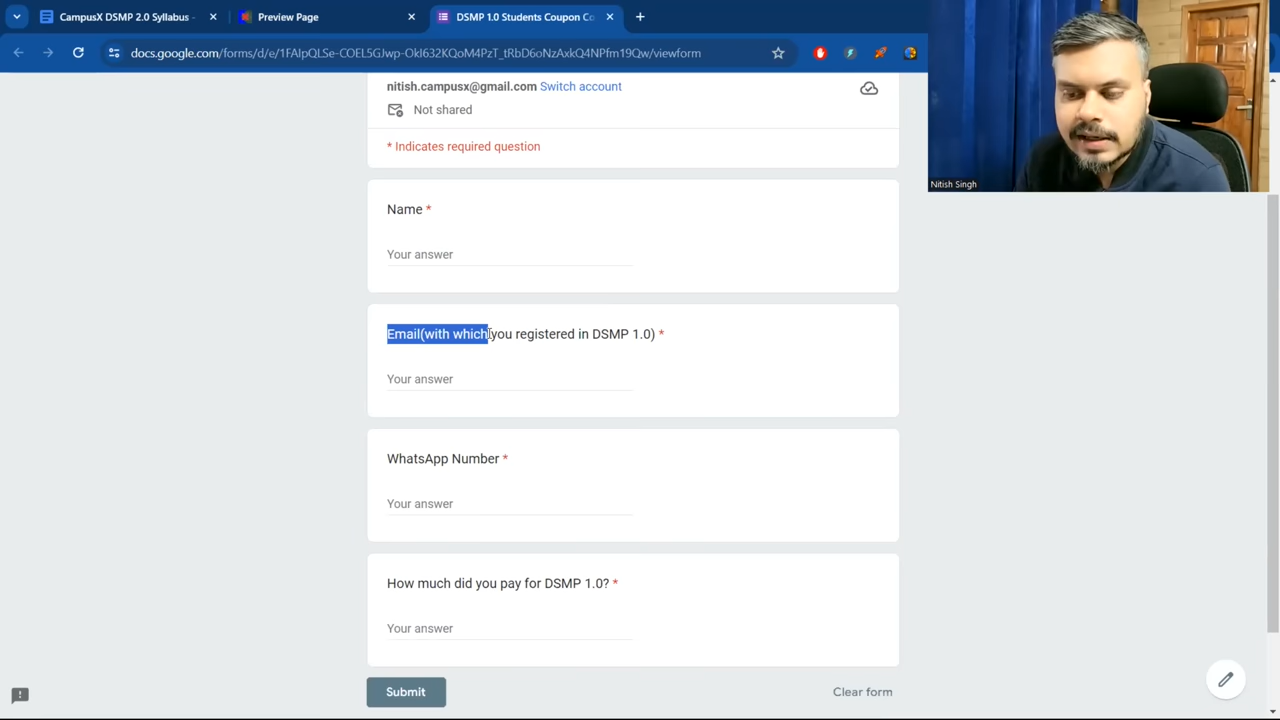 CampusX DSMP 2.0 Syllabus -
Preview Page
DSMP 1.0 Students Coupon Co
docs.google.com/forms/d/e/1FAIpQLSe-COEL5GJwp-OkI632KQoM4PzT_tRbD6oNzAxkQ4NPfm19Qw/viewform
nitish.campusx@gmail.com Switch account
Not shared
* Indicates required question
Nitish Singh
Name *
Your answer
Email(with which you registered in DSMP 1.0) *
Your answer
WhatsApp Number *
Your answer
How much did you pay for DSMP 1.0? *
Your answer
Submit
Clear form